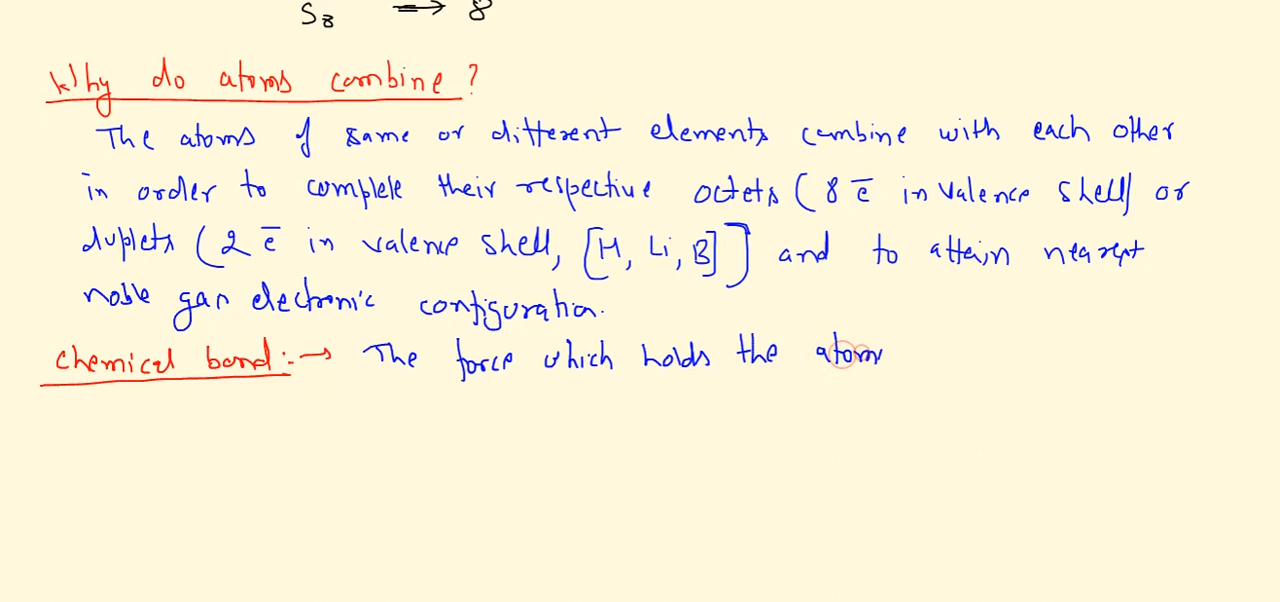 S8 → 8
Why do atoms combine ?
The atoms of same or different elements combine with each other
in order to complete their respective octets ( 8 e̅ in valence shell) or
duplets ( 2 e̅ in valence shell, [H, Li, B] ] and to attain nearest
noble gas electronic configuration.
Chemical bond :→ The force which holds the atom